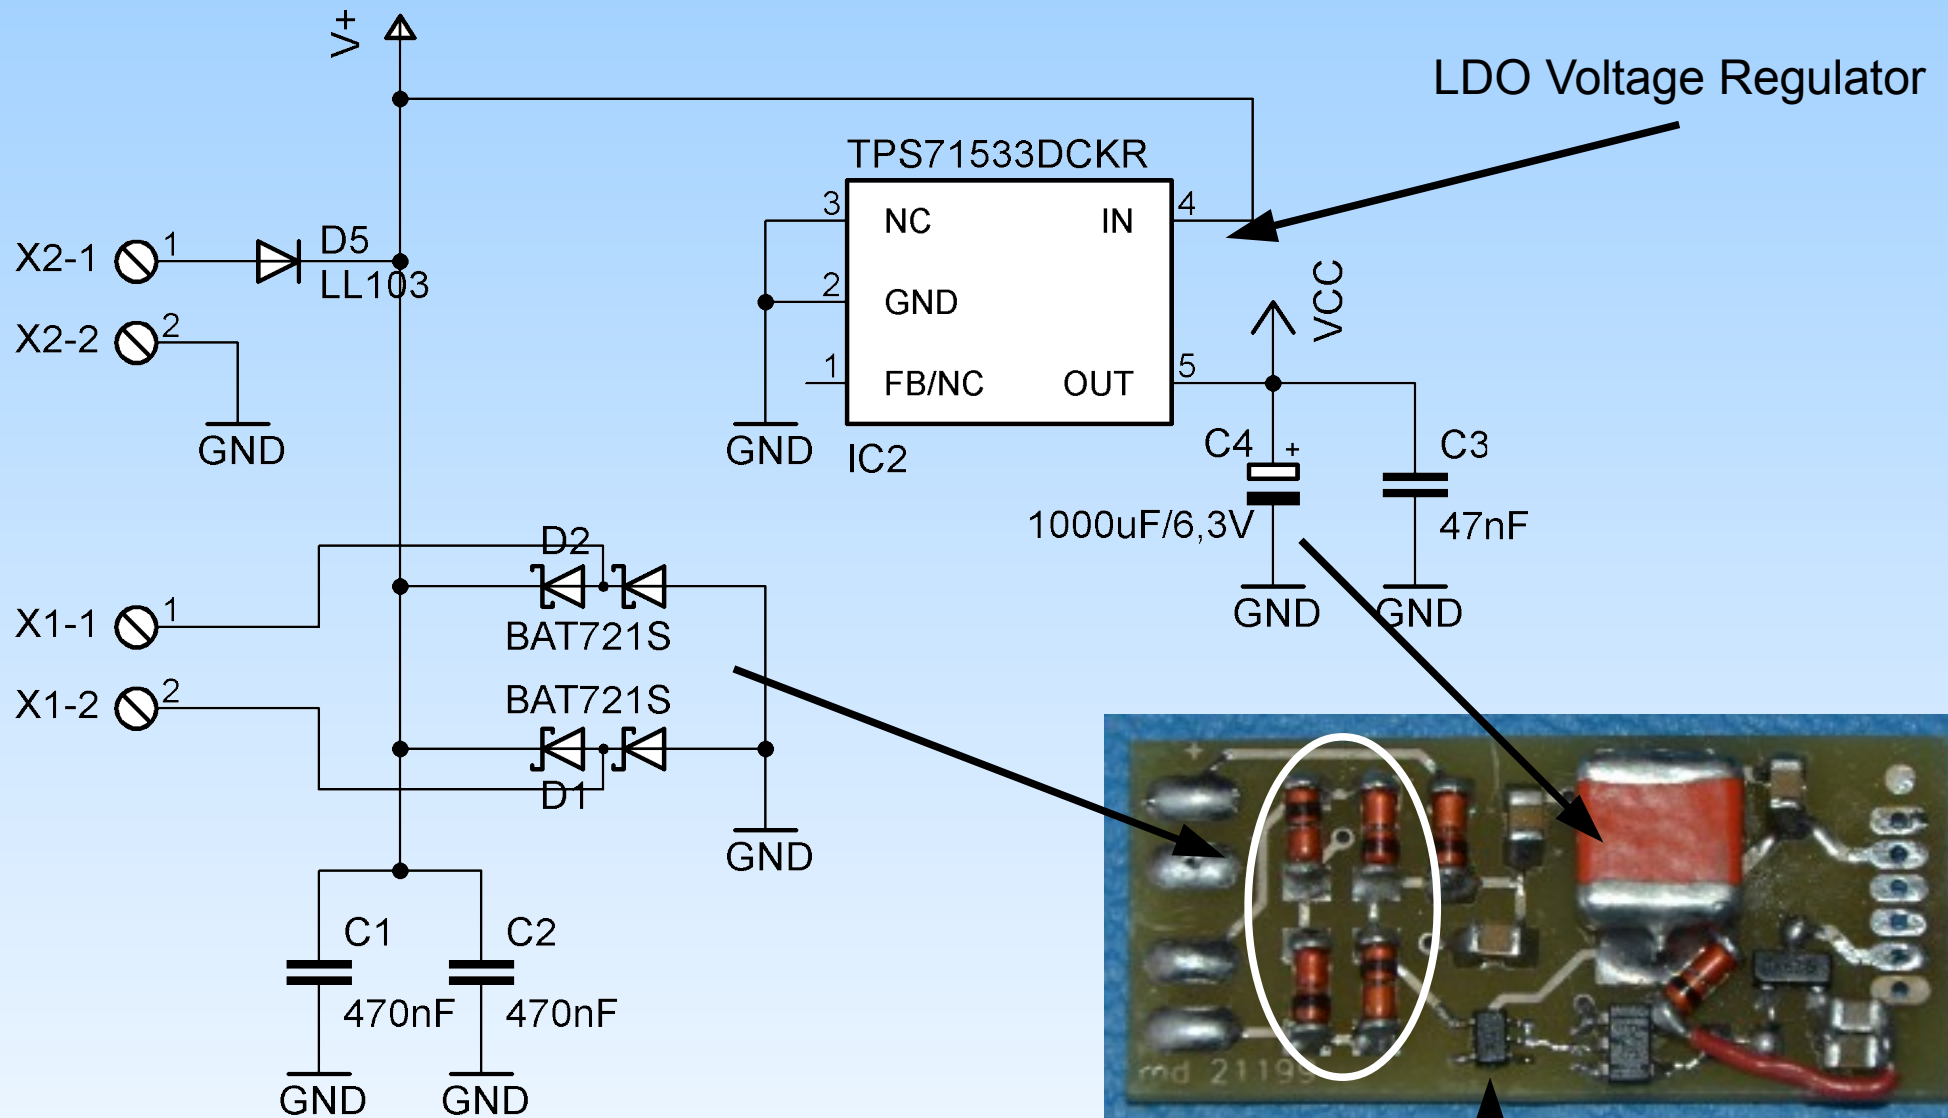 V+
LDO Voltage Regulator
TPS71533DCKR
3 NC IN 4
2 GND
1 FB/NC OUT 5
GND
IC2
X2-1 1
D5
LL103
X2-2 2
GND
VCC
C4 +
1000uF/6,3V
GND
C3
47nF
GND
D2
BAT721S
X1-1 1
BAT721S
X1-2 2
D1
GND
C1
470nF
GND
C2
470nF
GND
+